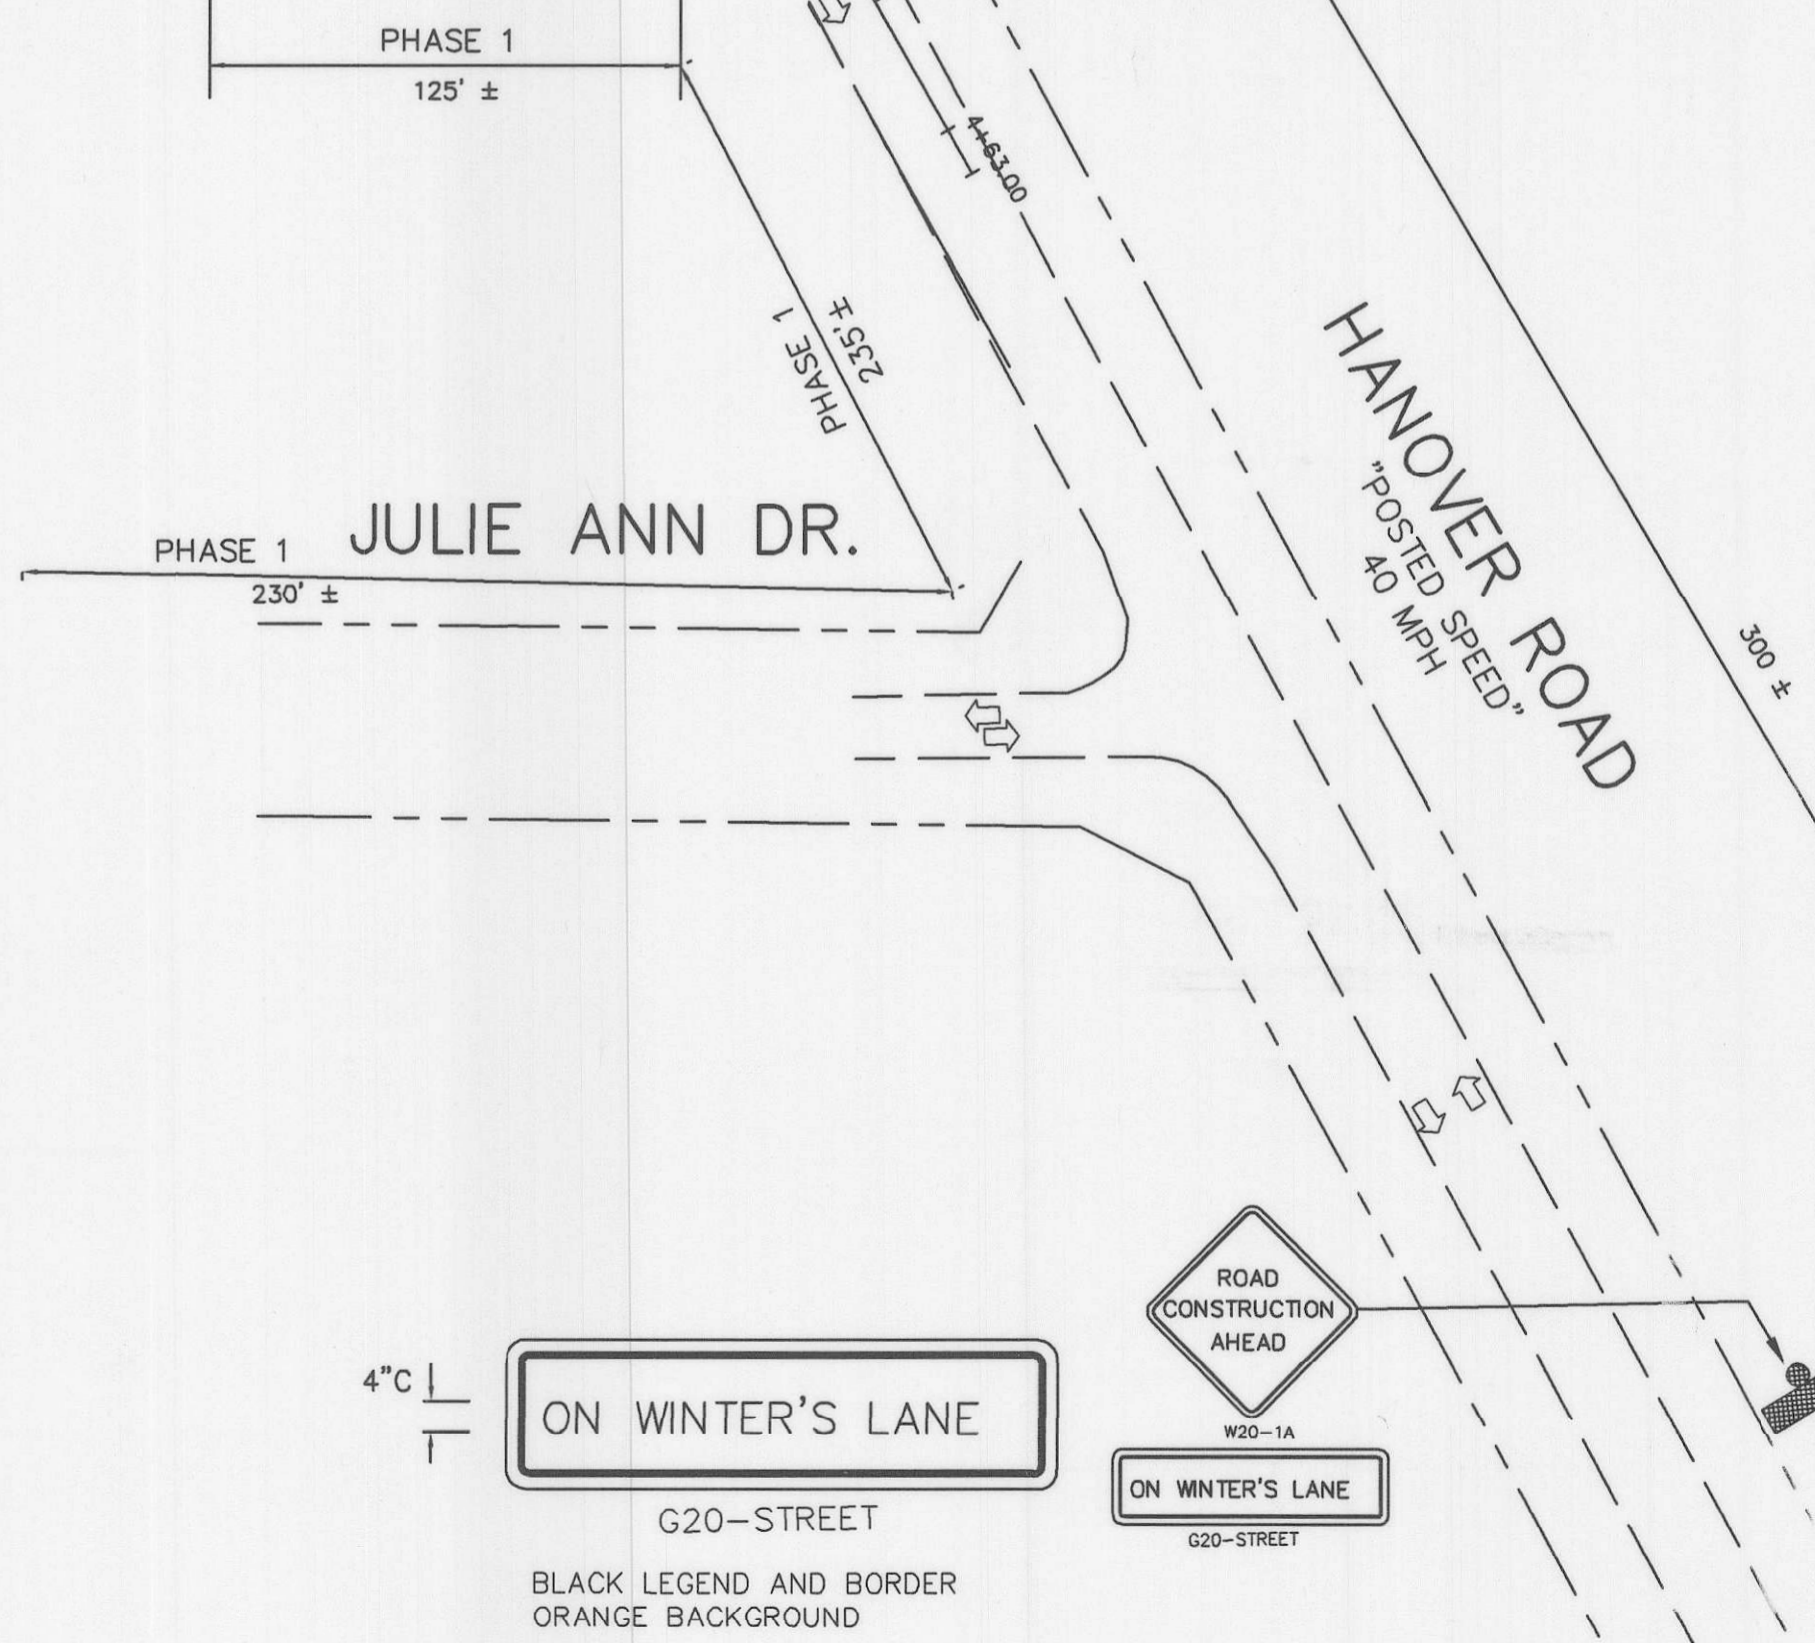 PHASE 1
125' ±
4+63.00
PHASE 1
235'±
HANOVER ROAD
"POSTED SPEED"
40 MPH
300 ±
JULIE ANN DR.
PHASE 1
230' ±
ROAD
CONSTRUCTION
AHEAD
W20-1A
ON WINTER'S LANE
G20-STREET
4"C
ON WINTER'S LANE
G20-STREET
BLACK LEGEND AND BORDER
ORANGE BACKGROUND